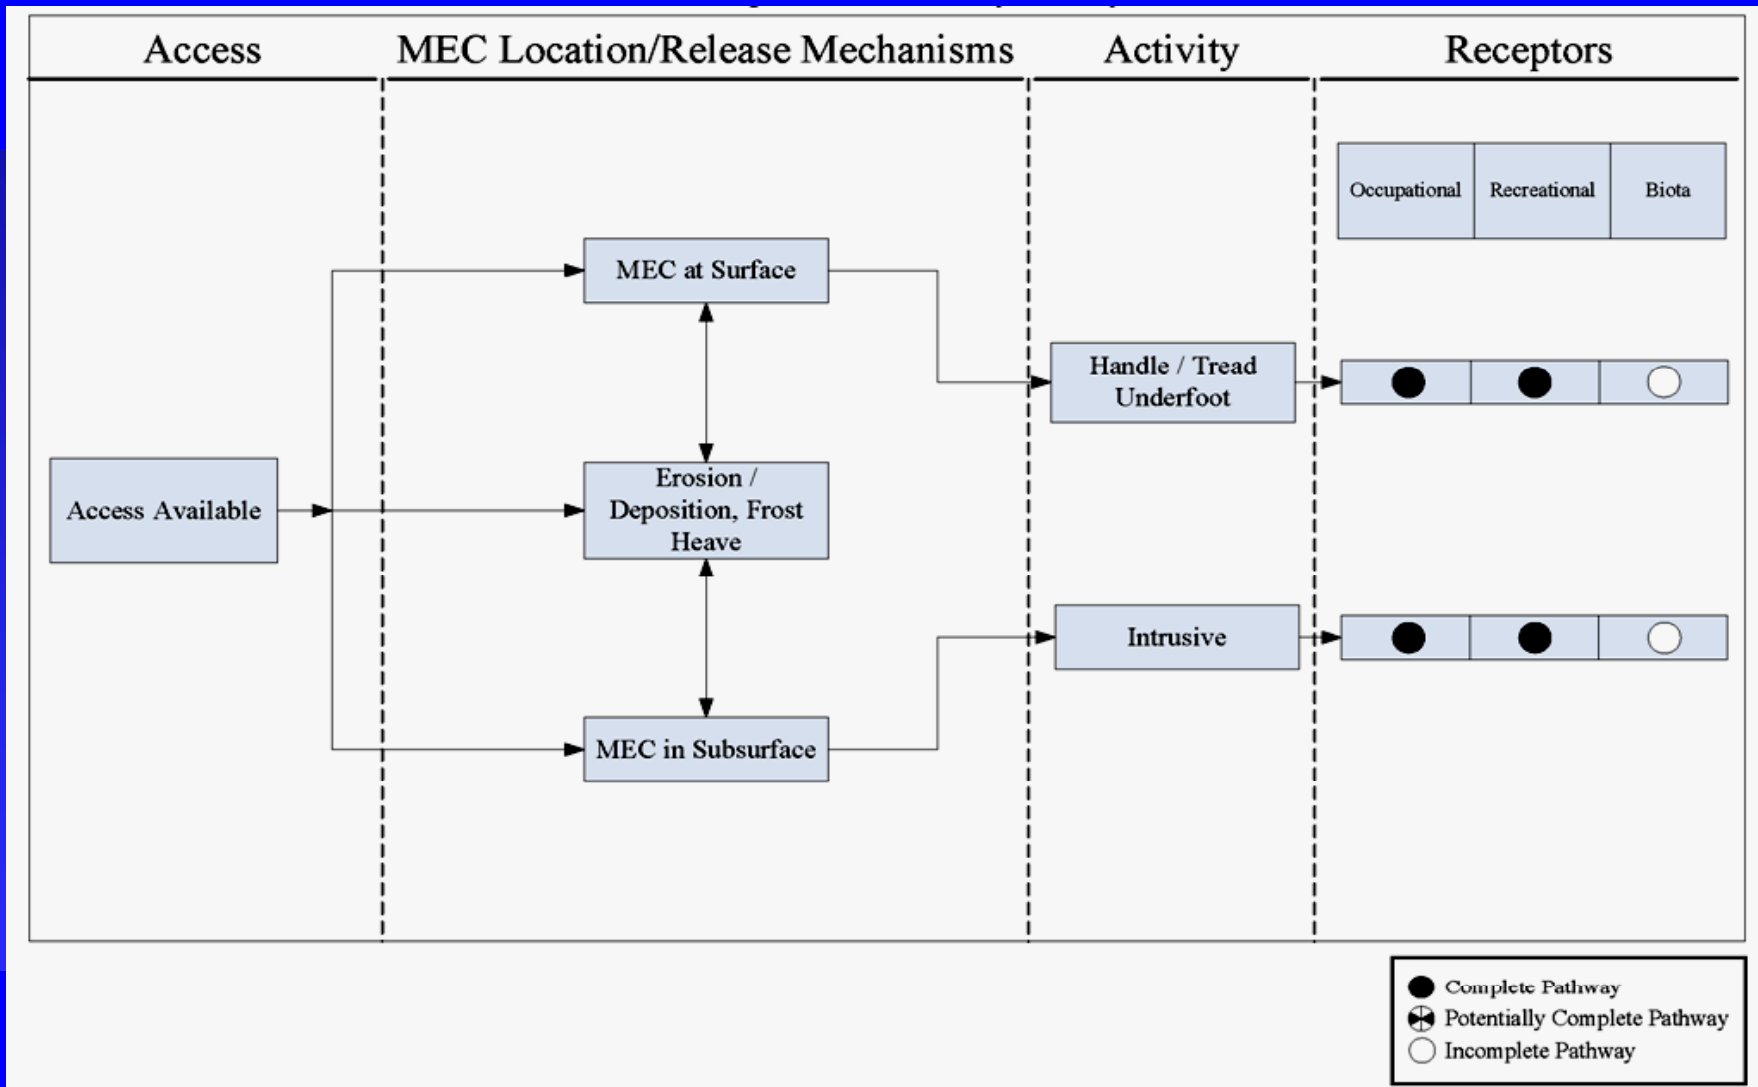 Access
MEC Location/Release Mechanisms
Activity
Receptors
Occupational
Recreational
Biota
MEC at Surface
Handle / Tread
Underfoot
Access Available
Erosion /
Deposition, Frost
Heave
Intrusive
MEC in Subsurface
Complete Pathway
Potentially Complete Pathway
Incomplete Pathway